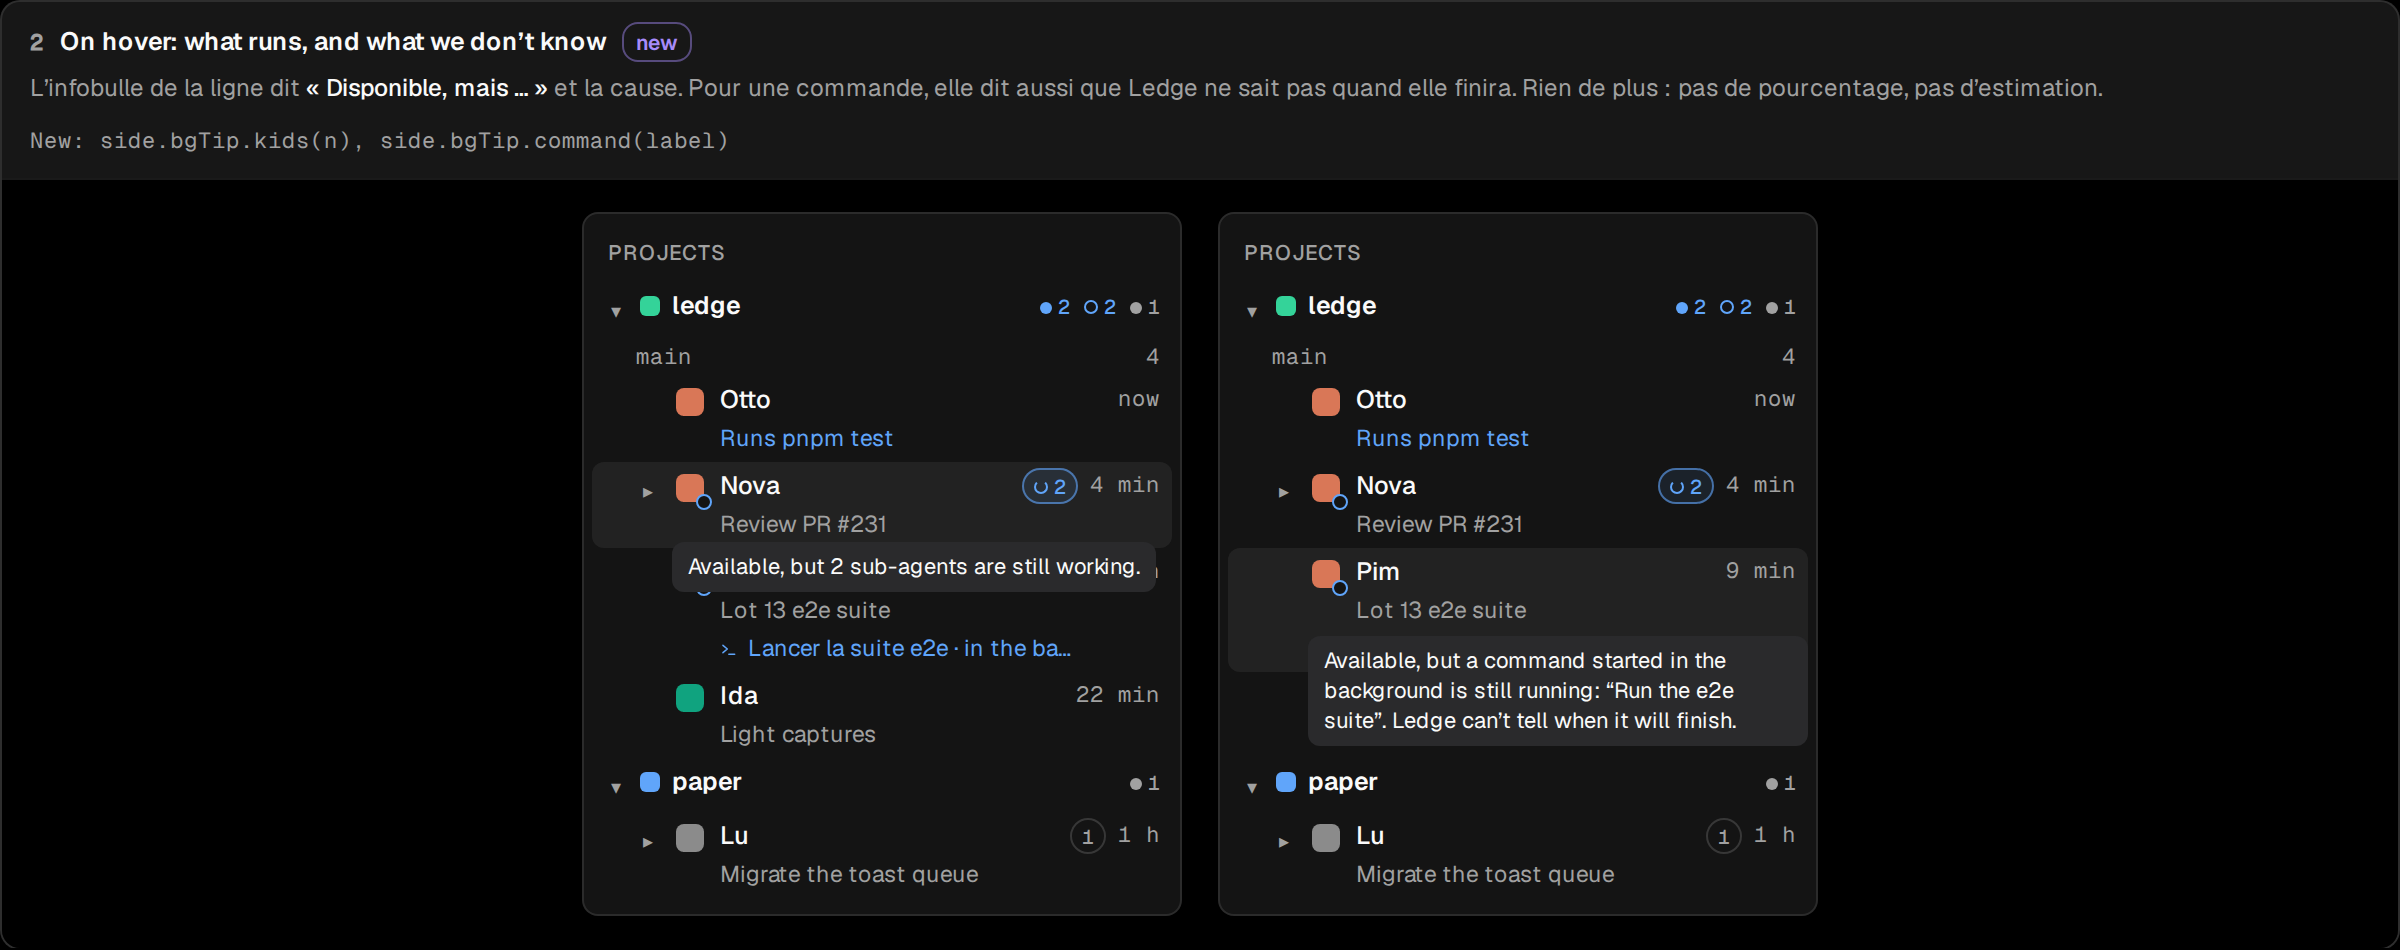 2 On hover: what runs, and what we don’t know new
L’infobulle de la ligne dit « Disponible, mais … » et la cause. Pour une commande, elle dit aussi que Ledge ne sait pas quand elle finira. Rien de plus : pas de pourcentage, pas d’estimation.
New: side.bgTip.kids(n), side.bgTip.command(label)
PROJECTS
▾ ledge 2 2 1
main 4
Otto now
Runs pnpm test
▸ Nova 2 4 min
Review PR #231
Available, but 2 sub-agents are still working.
Lot 13 e2e suite
>_ Lancer la suite e2e · in the ba…
Ida 22 min
Light captures
▾ paper 1
▸ Lu 1 1 h
Migrate the toast queue
PROJECTS
▾ ledge 2 2 1
main 4
Otto now
Runs pnpm test
▸ Nova 2 4 min
Review PR #231
Pim 9 min
Lot 13 e2e suite
Available, but a command started in the
background is still running: “Run the e2e
suite”. Ledge can’t tell when it will finish.
▾ paper 1
▸ Lu 1 1 h
Migrate the toast queue